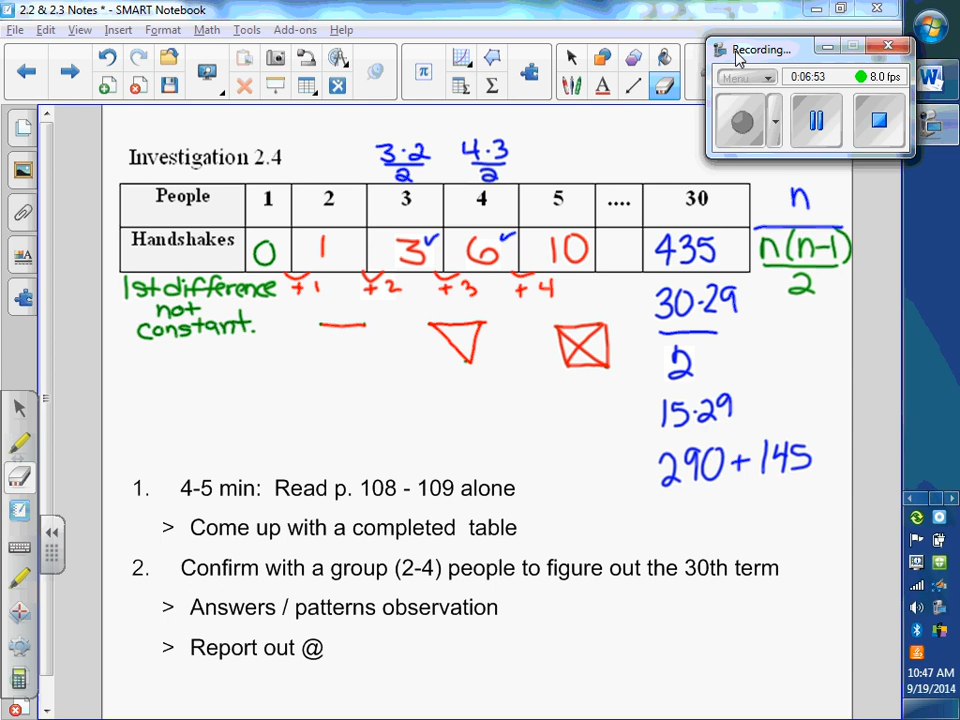 2.2 & 2.3 Notes * - SMART Notebook
File Edit View Insert Format Math Tools Add-ons Help
Recording...
Menu 0:06:53 8.0 fps
Investigation 2.4
3·2/2 4·3/2
People 1 2 3 4 5 .... 30 n
Handshakes 0 1 3✓ 6✓ 10 435 n(n-1)/2
1st difference +1 +2 +3 +4
not
constant.
30·29
2
15·29
290+145
1. 4-5 min: Read p. 108 - 109 alone
> Come up with a completed table
2. Confirm with a group (2-4) people to figure out the 30th term
> Answers / patterns observation
> Report out @
10:47 AM
9/19/2014